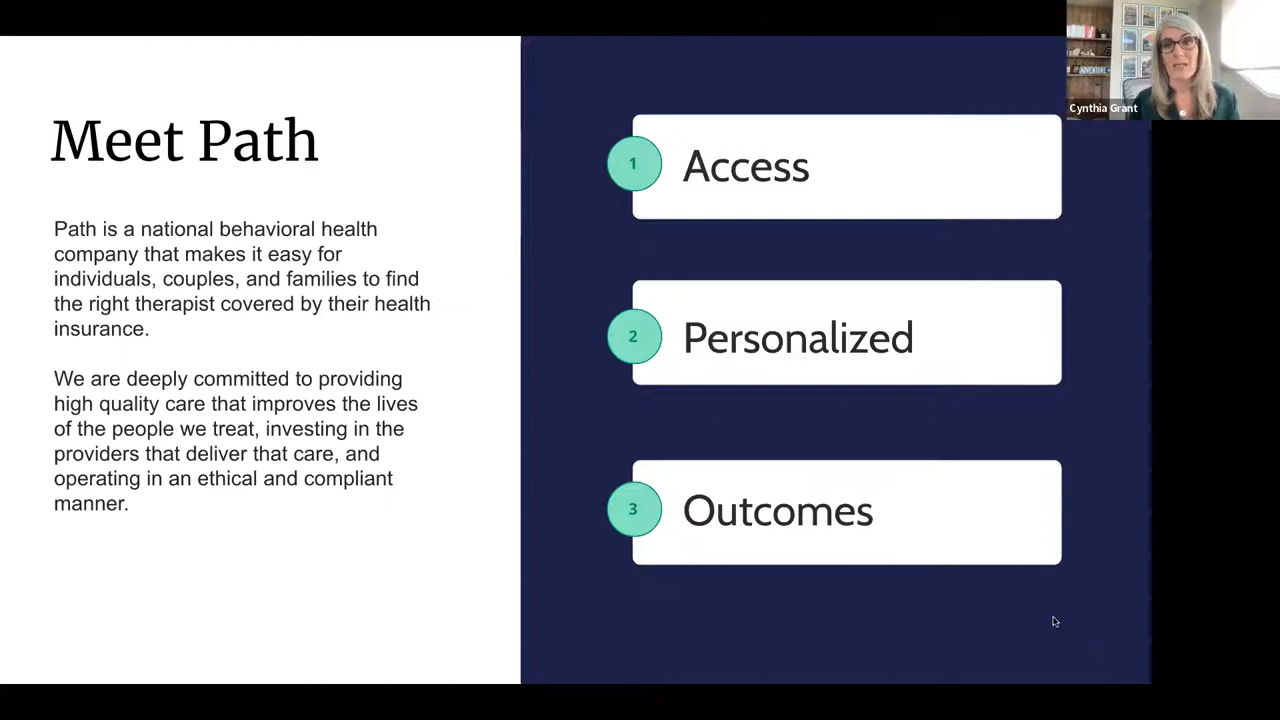 Meet Path
Path is a national behavioral health
company that makes it easy for
individuals, couples, and families to find
the right therapist covered by their health
insurance.
We are deeply committed to providing
high quality care that improves the lives
of the people we treat, investing in the
providers that deliver that care, and
operating in an ethical and compliant
manner.
1
Access
2
Personalized
3
Outcomes
ADVENTURE
Cynthia Grant